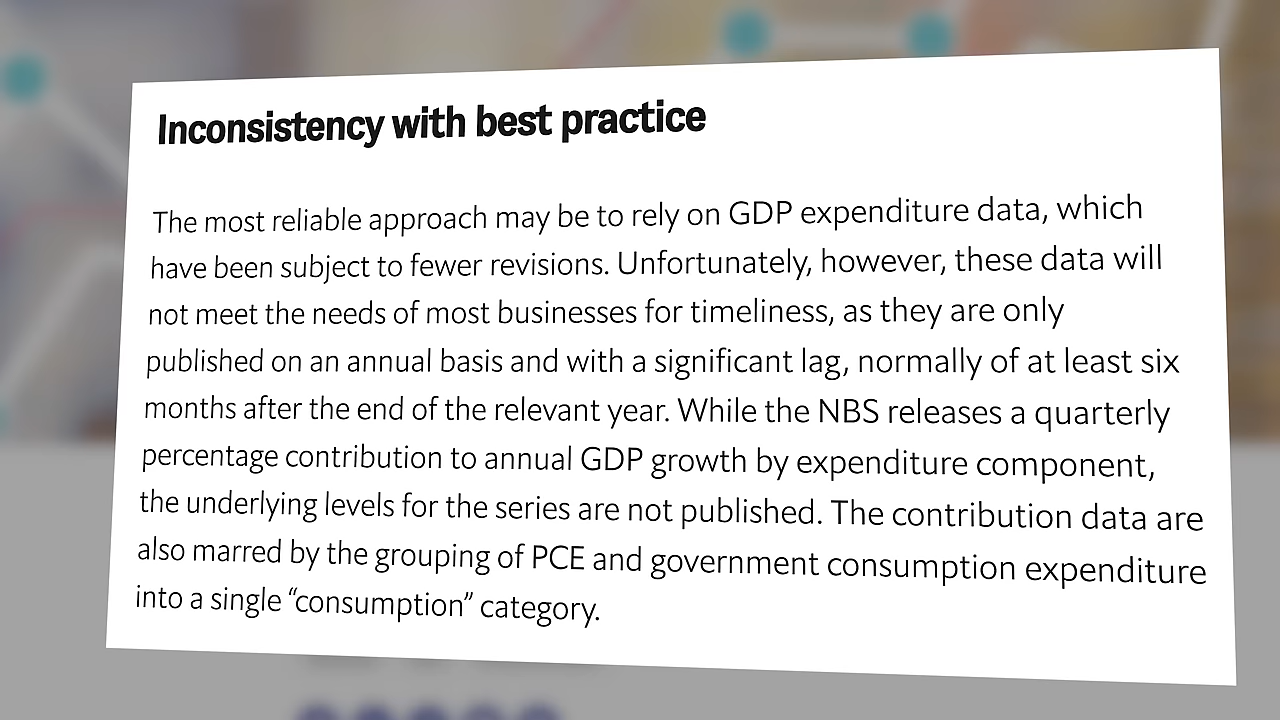 Inconsistency with best practice
The most reliable approach may be to rely on GDP expenditure data, which
have been subject to fewer revisions. Unfortunately, however, these data will
not meet the needs of most businesses for timeliness, as they are only
published on an annual basis and with a significant lag, normally of at least six
months after the end of the relevant year. While the NBS releases a quarterly
percentage contribution to annual GDP growth by expenditure component,
the underlying levels for the series are not published. The contribution data are
also marred by the grouping of PCE and government consumption expenditure
into a single “consumption” category.